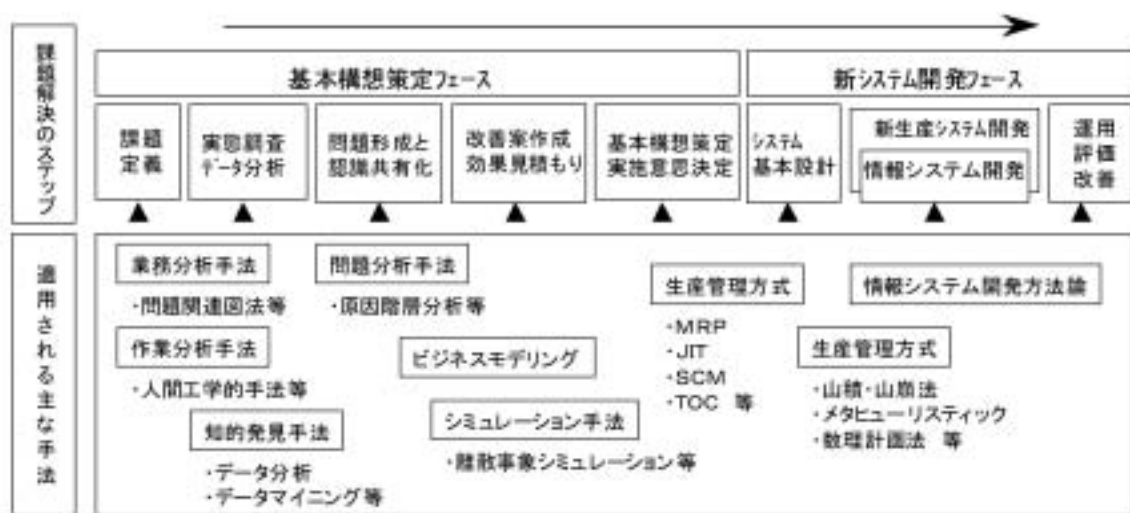 課題解決のステップ
基本構想策定フェース
新システム開発フェース
課題
定義
実態調査
データ分析
問題形成と
認識共有化
改善案作成
効果見積もり
基本構想策定
実施意思決定
システム
基本設計
新生産システム開発
情報システム開発
運用
評価
改善
適用される主な手法
業務分析手法
・問題関連図法等
作業分析手法
・人間工学的手法等
知的発見手法
・データ分析
・データマイニング等
問題分析手法
・原因階層分析等
ビジネスモデリング
シミュレーション手法
・離散事象シミュレーション等
生産管理方式
・MRP
・JIT
・SCM
・TOC 等
情報システム開発方法論
生産管理方式
・山積・山崩法
・メタヒューリスティック
・数理計画法 等